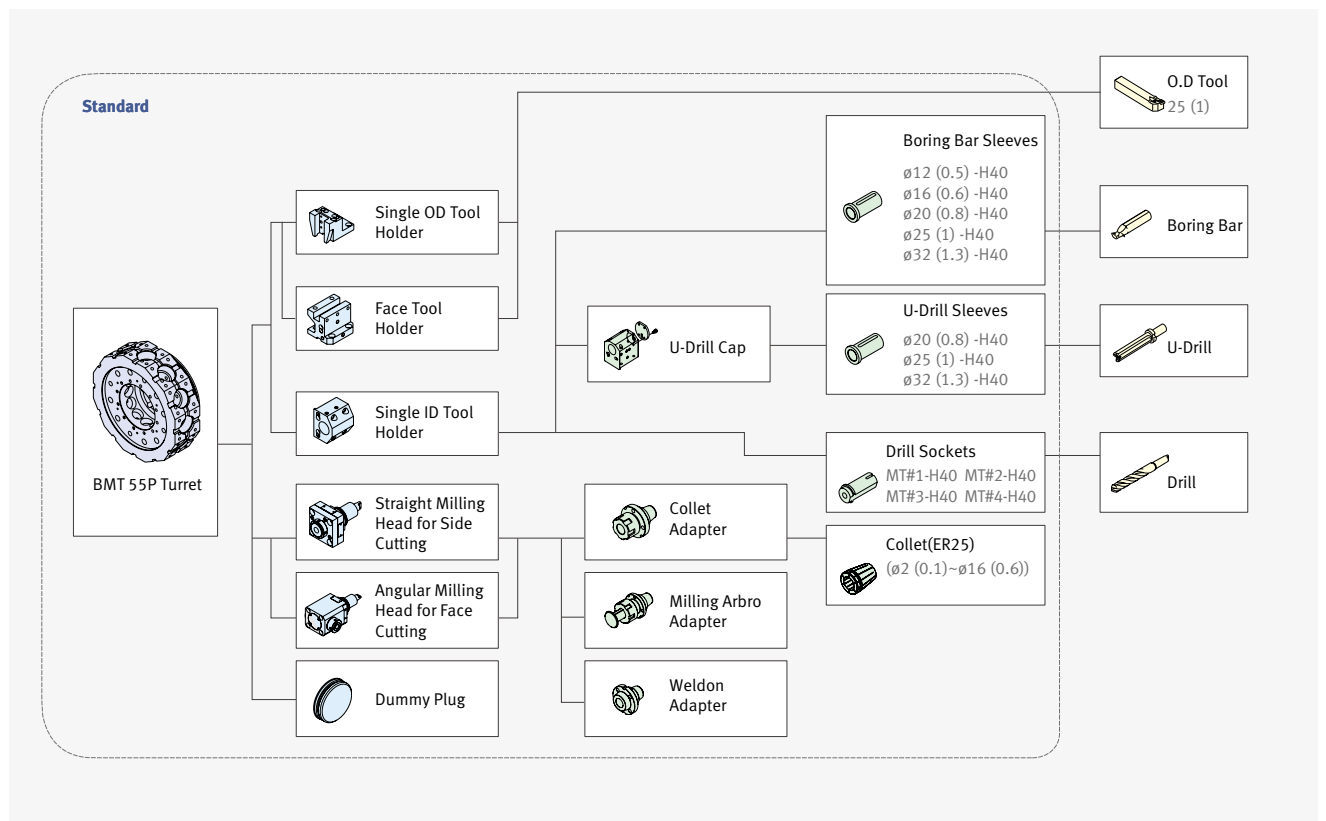 Standard
BMT 55P Turret
Single OD Tool
Holder
Face Tool
Holder
Single ID Tool
Holder
Straight Milling
Head for Side
Cutting
Angular Milling
Head for Face
Cutting
Dummy Plug
U-Drill Cap
Collet
Adapter
Milling Arbro
Adapter
Weldon
Adapter
Boring Bar Sleeves
ø12 (0.5) -H40
ø16 (0.6) -H40
ø20 (0.8) -H40
ø25 (1) -H40
ø32 (1.3) -H40
U-Drill Sleeves
ø20 (0.8) -H40
ø25 (1) -H40
ø32 (1.3) -H40
Drill Sockets
MT#1-H40 MT#2-H40
MT#3-H40 MT#4-H40
Collet(ER25)
(ø2 (0.1)~ø16 (0.6))
O.D Tool
25 (1)
Boring Bar
U-Drill
Drill